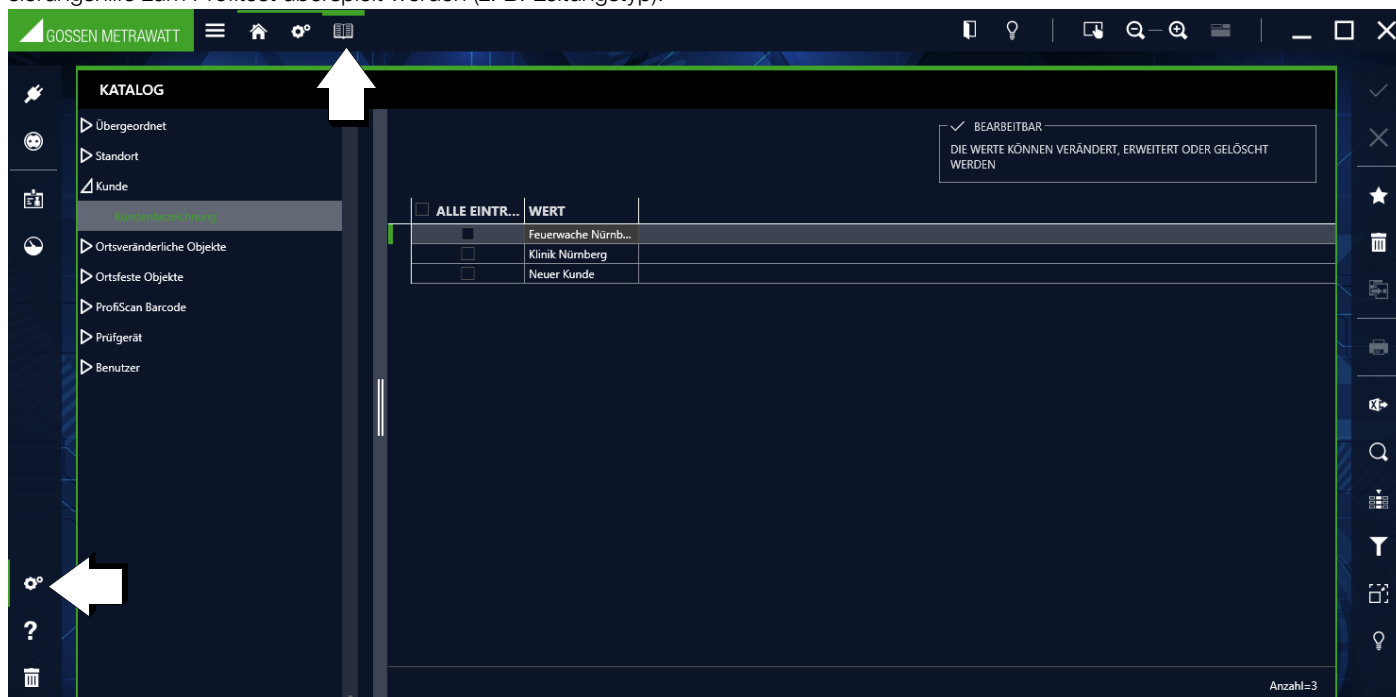 GOSSEN METRAWATT
KATALOG
Übergeordnet
Standort
Kunde
Kundenbezeichnung
Ortsveränderliche Objekte
Ortsfeste Objekte
ProfiScan Barcode
Prüfgerät
Benutzer
BEARBEITBAR
DIE WERTE KÖNNEN VERÄNDERT, ERWEITERT ODER GELÖSCHT
WERDEN
ALLE EINTR... WERT
Feuerwache Nürnb...
Klinik Nürnberg
Neuer Kunde
?
Anzahl=3